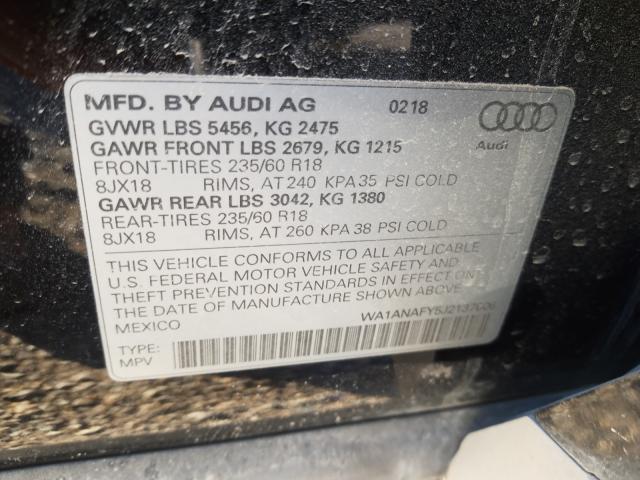 MFD. BY AUDI AG 0218
GVWR LBS 5456, KG 2475
GAWR FRONT LBS 2679, KG 1215
FRONT-TIRES 235/60 R18
8JX18 RIMS, AT 240 KPA 35 PSI COLD
GAWR REAR LBS 3042, KG 1380
REAR-TIRES 235/60 R18
8JX18 RIMS, AT 260 KPA 38 PSI COLD
Audi
THIS VEHICLE CONFORMS TO ALL APPLICABLE
U.S. FEDERAL MOTOR VEHICLE SAFETY AND
THEFT PREVENTION STANDARDS IN EFFECT ON
THE DATE OF MANUFACTURE SHOWN ABOVE.
MEXICO
TYPE:
MPV